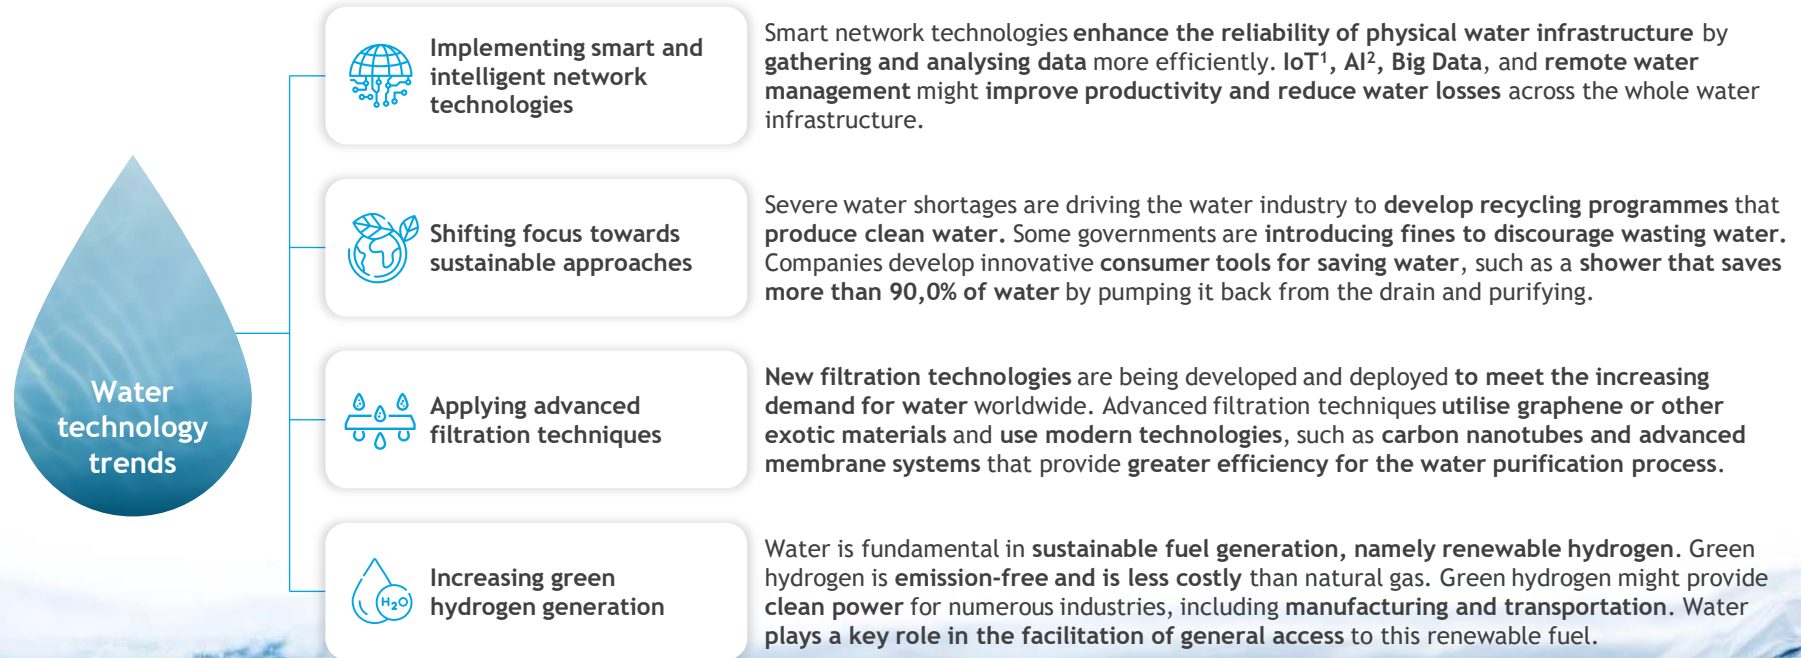 Water
technology
trends
Implementing smart and
intelligent network
technologies
Smart network technologies enhance the reliability of physical water infrastructure by
gathering and analysing data more efficiently. IoT¹, AI², Big Data, and remote water
management might improve productivity and reduce water losses across the whole water
infrastructure.
Shifting focus towards
sustainable approaches
Severe water shortages are driving the water industry to develop recycling programmes that
produce clean water. Some governments are introducing fines to discourage wasting water.
Companies develop innovative consumer tools for saving water, such as a shower that saves
more than 90,0% of water by pumping it back from the drain and purifying.
Applying advanced
filtration techniques
New filtration technologies are being developed and deployed to meet the increasing
demand for water worldwide. Advanced filtration techniques utilise graphene or other
exotic materials and use modern technologies, such as carbon nanotubes and advanced
membrane systems that provide greater efficiency for the water purification process.
H₂O
Increasing green
hydrogen generation
Water is fundamental in sustainable fuel generation, namely renewable hydrogen. Green
hydrogen is emission-free and is less costly than natural gas. Green hydrogen might provide
clean power for numerous industries, including manufacturing and transportation. Water
plays a key role in the facilitation of general access to this renewable fuel.